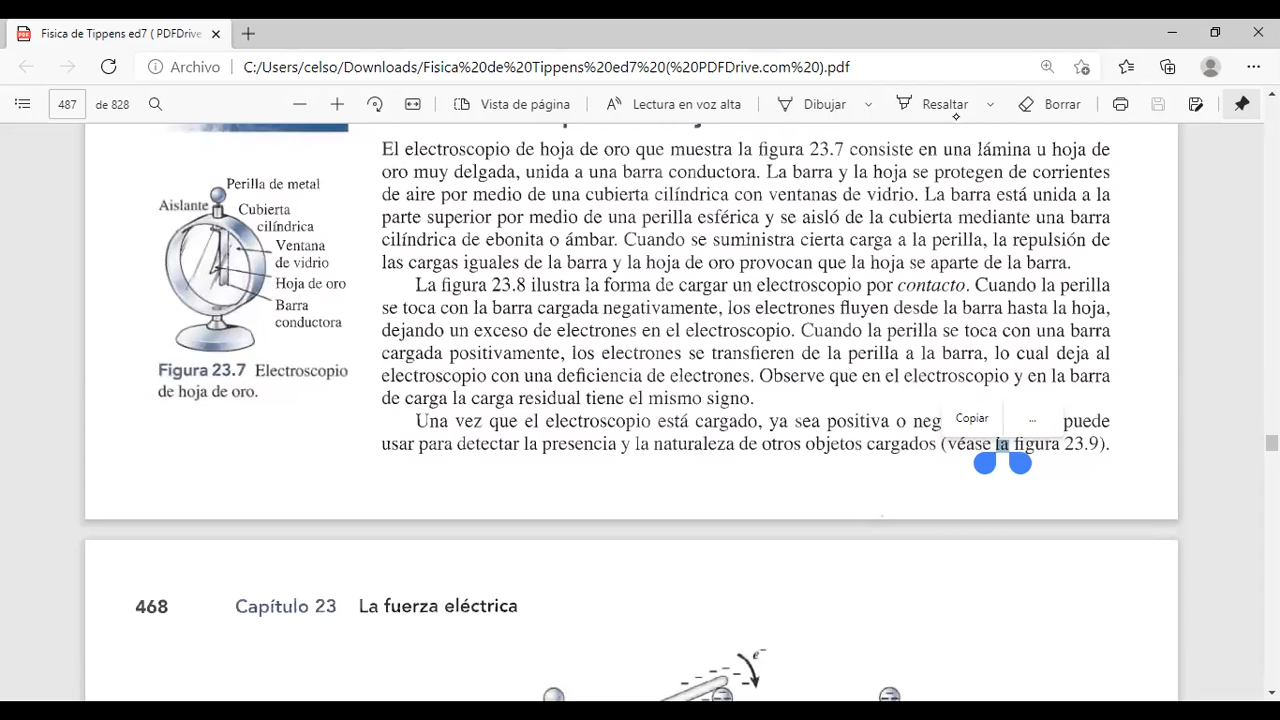 Fisica de Tippens ed7 ( PDFDrive
Archivo C:/Users/celso/Downloads/Fisica%20de%20Tippens%20ed7%20(%20PDFDrive.com%20).pdf
487 de 828 Vista de página Lectura en voz alta Dibujar Resaltar Borrar
El electroscopio de hoja de oro que muestra la figura 23.7 consiste en una lámina u hoja de
oro muy delgada, unida a una barra conductora. La barra y la hoja se protegen de corrientes
de aire por medio de una cubierta cilíndrica con ventanas de vidrio. La barra está unida a la
parte superior por medio de una perilla esférica y se aisló de la cubierta mediante una barra
cilíndrica de ebonita o ámbar. Cuando se suministra cierta carga a la perilla, la repulsión de
las cargas iguales de la barra y la hoja de oro provocan que la hoja se aparte de la barra.
La figura 23.8 ilustra la forma de cargar un electroscopio por contacto. Cuando la perilla
se toca con la barra cargada negativamente, los electrones fluyen desde la barra hasta la hoja,
dejando un exceso de electrones en el electroscopio. Cuando la perilla se toca con una barra
cargada positivamente, los electrones se transfieren de la perilla a la barra, lo cual deja al
electroscopio con una deficiencia de electrones. Observe que en el electroscopio y en la barra
de carga la carga residual tiene el mismo signo.
Una vez que el electroscopio está cargado, ya sea positiva o neg puede
usar para detectar la presencia y la naturaleza de otros objetos cargados (véase la figura 23.9).
Copiar ...
Perilla de metal
Aislante
Cubierta
cilíndrica
Ventana
de vidrio
Hoja de oro
Barra
conductora
Figura 23.7 Electroscopio
de hoja de oro.
468 Capítulo 23 La fuerza eléctrica
e⁻